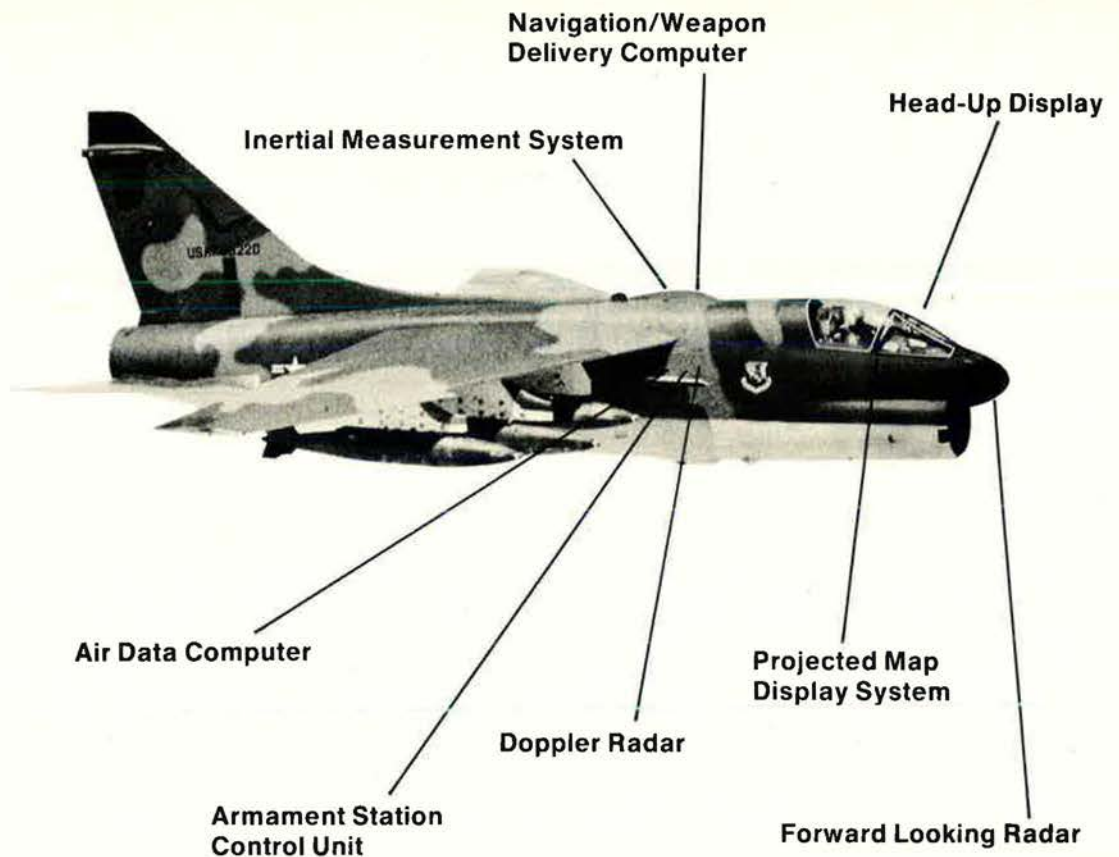 Navigation/Weapon
Delivery Computer
Head-Up Display
Inertial Measurement System
Air Data Computer
Projected Map
Display System
Doppler Radar
Armament Station
Control Unit
Forward Looking Radar